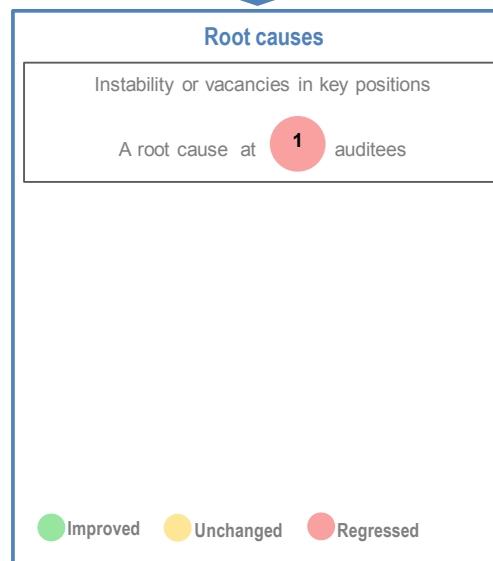 Root causes
Instability or vacancies in key positions
A root cause at 1 auditees
Improved Unchanged Regressed